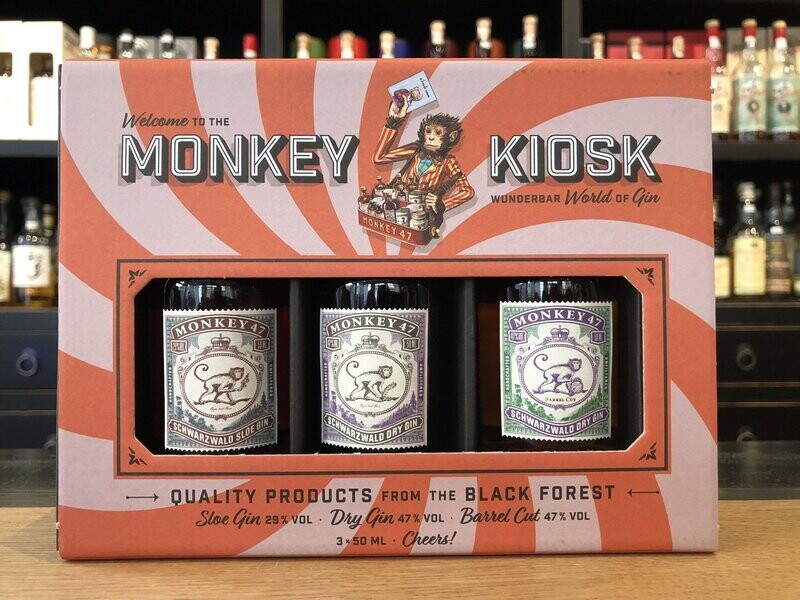 Welcome TO THE
MONKEY KIOSK
WUNDERBAR World OF Gin
MONKEY 47
MONKEY 47
SCHWARZWALD SLOE GIN
MONKEY 47
SCHWARZWALD DRY GIN
MONKEY 47
BARREL CUT
SCHWARZWALD DRY GIN
QUALITY PRODUCTS FROM THE BLACK FOREST
Sloe Gin 29% VOL · Dry Gin 47% VOL · Barrel Cut 47% VOL
3×50 ML · Cheers!